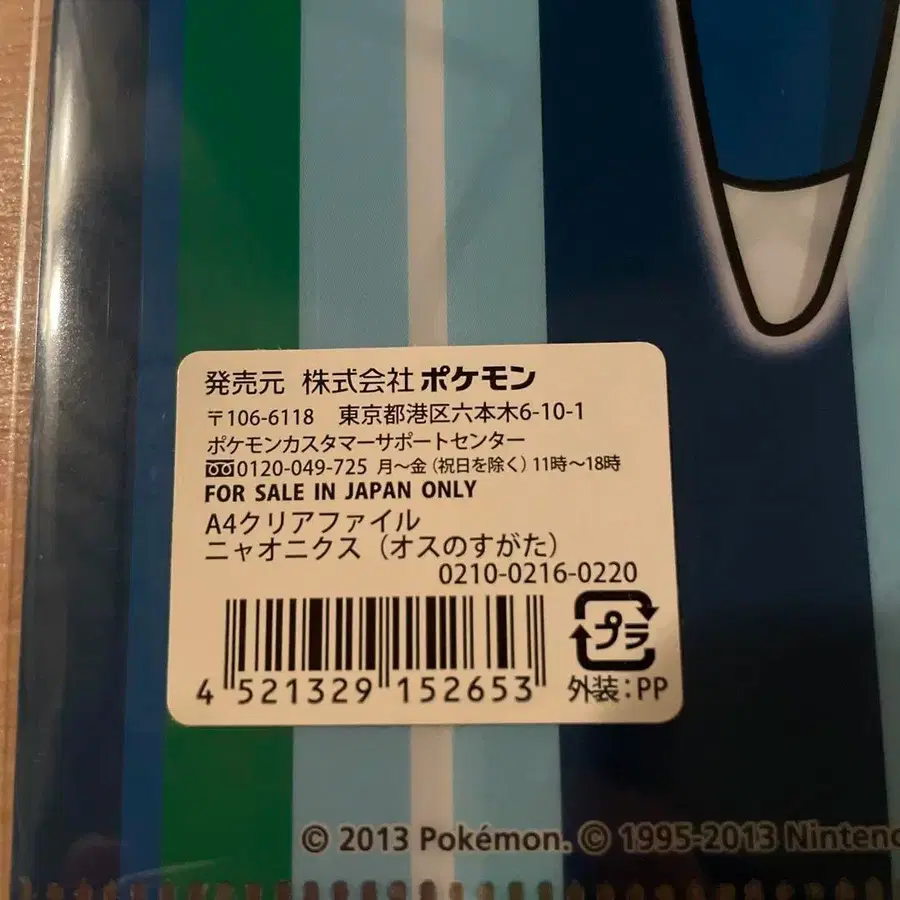 発売元 株式会社 ポケモン
〒106-6118 東京都港区六本木6-10-1
ポケモンカスタマーサポートセンター
0120-049-725 月～金（祝日を除く）11時～18時
FOR SALE IN JAPAN ONLY
A4クリアファイル
ニャオニクス（オスのすがた）
0210-0216-0220
プラ
4 521329 152653
外装：PP
© 2013 Pokémon. © 1995-2013 Nintendo